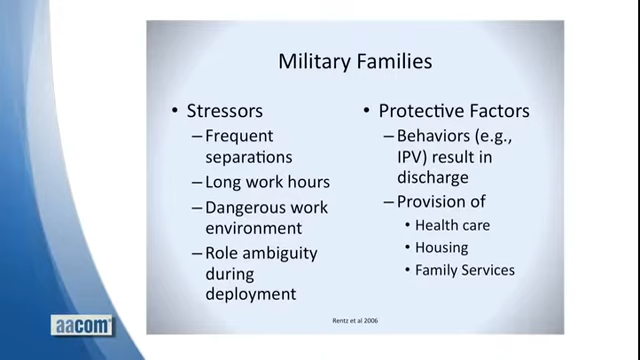 Military Families
• Stressors
–Frequent
separations
–Long work hours
–Dangerous work
environment
–Role ambiguity
during
deployment
• Protective Factors
–Behaviors (e.g.,
IPV) result in
discharge
–Provision of
• Health care
• Housing
• Family Services
Rentz et al 2006
aacom